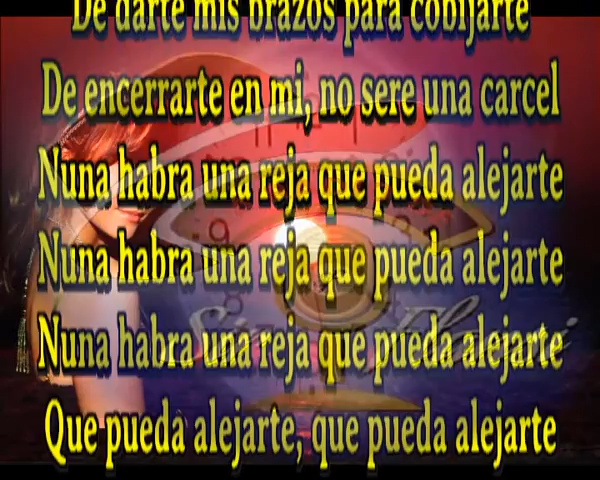 De darte mis brazos para cobijarte
De encerrarte en mi, no sere una carcel
Nuna habra una reja que pueda alejarte
Nuna habra una reja que pueda alejarte
Nuna habra una reja que pueda alejarte
Que pueda alejarte, que pueda alejarte